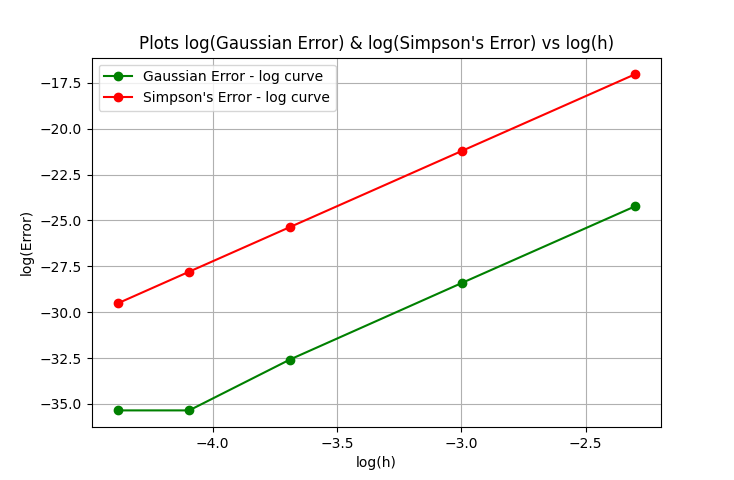 Plots log(Gaussian Error) & log(Simpson's Error) vs log(h)
Gaussian Error - log curve
Simpson's Error - log curve
−17.5
−20.0
−22.5
−25.0
−27.5
−30.0
−32.5
−35.0
log(Error)
−4.0
−3.5
−3.0
−2.5
log(h)